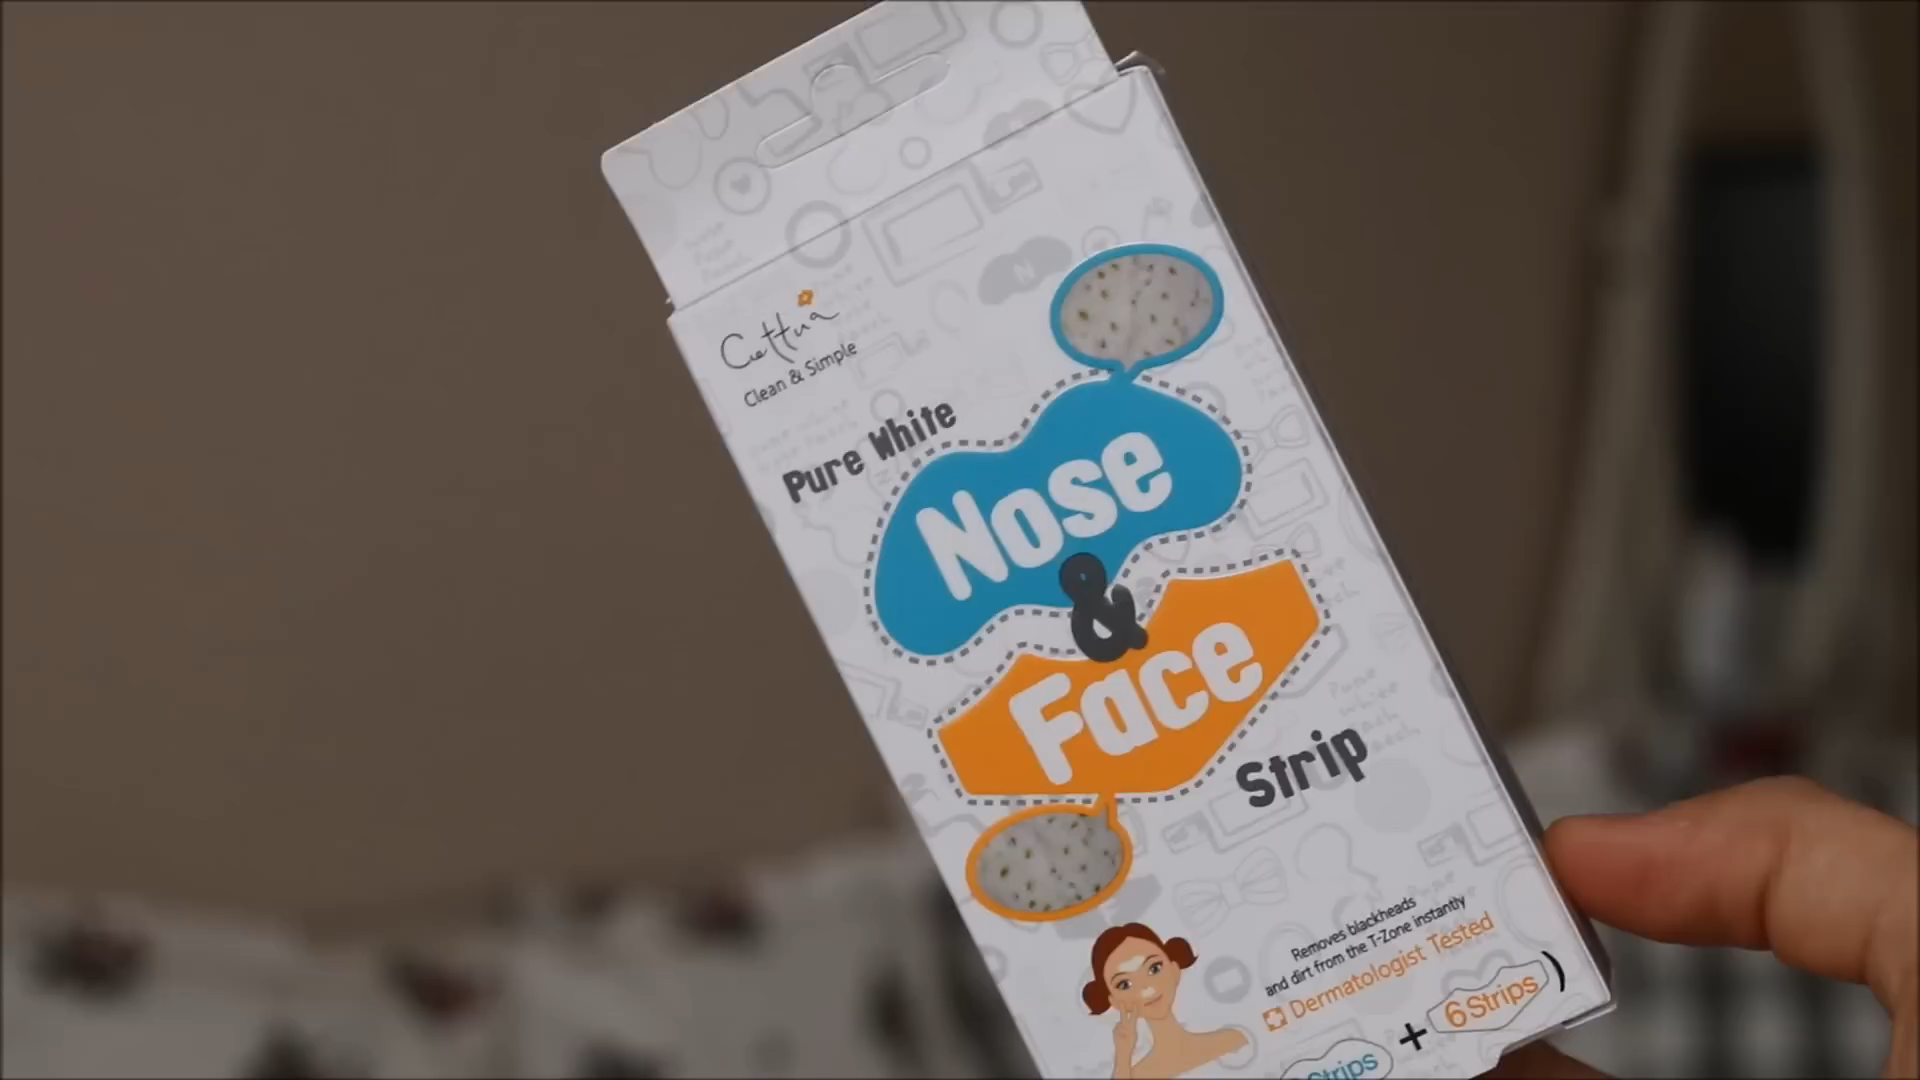 Cettua
Clean & Simple
Pure White
Nose
&
Face
Strip
Removes blackheads
and dirt from the T-Zone instantly
Dermatologist Tested
Strips + 6 Strips )